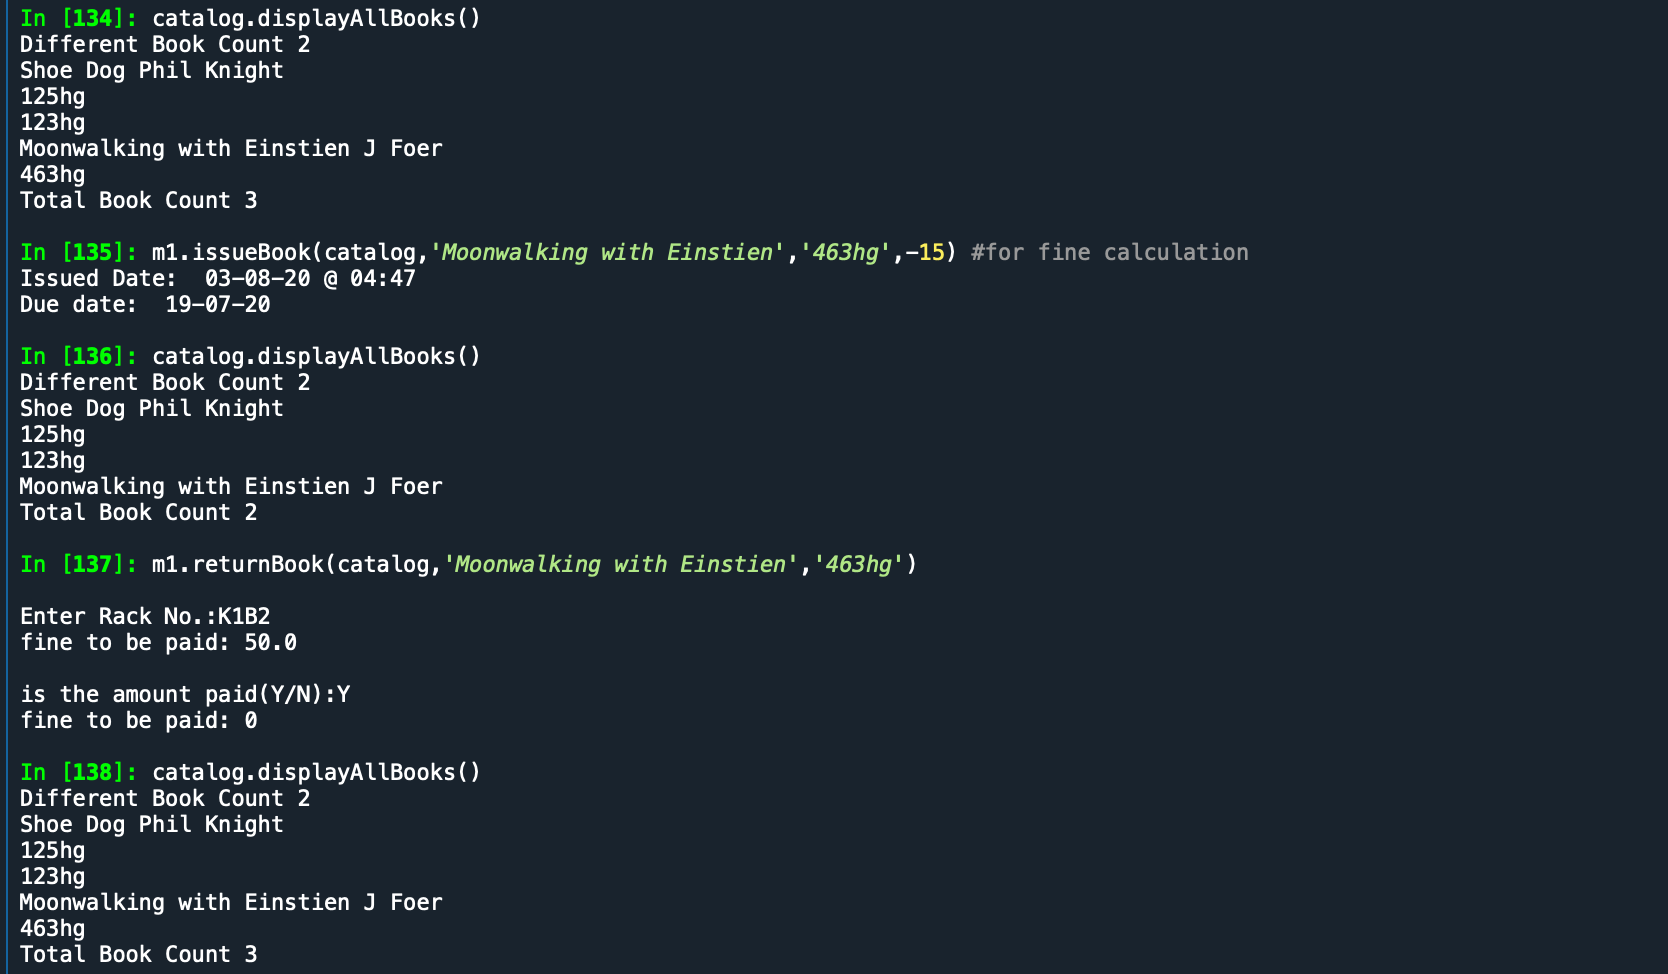 In [134]: catalog.displayAllBooks()
Different Book Count 2
Shoe Dog Phil Knight
125hg
123hg
Moonwalking with Einstien J Foer
463hg
Total Book Count 3
In [135]: m1.issueBook(catalog,'Moonwalking with Einstien','463hg',-15) #for fine calculation
Issued Date:  03-08-20 @ 04:47
Due date:  19-07-20
In [136]: catalog.displayAllBooks()
Different Book Count 2
Shoe Dog Phil Knight
125hg
123hg
Moonwalking with Einstien J Foer
Total Book Count 2
In [137]: m1.returnBook(catalog,'Moonwalking with Einstien','463hg')
Enter Rack No.:K1B2
fine to be paid: 50.0
is the amount paid(Y/N):Y
fine to be paid: 0
In [138]: catalog.displayAllBooks()
Different Book Count 2
Shoe Dog Phil Knight
125hg
123hg
Moonwalking with Einstien J Foer
463hg
Total Book Count 3